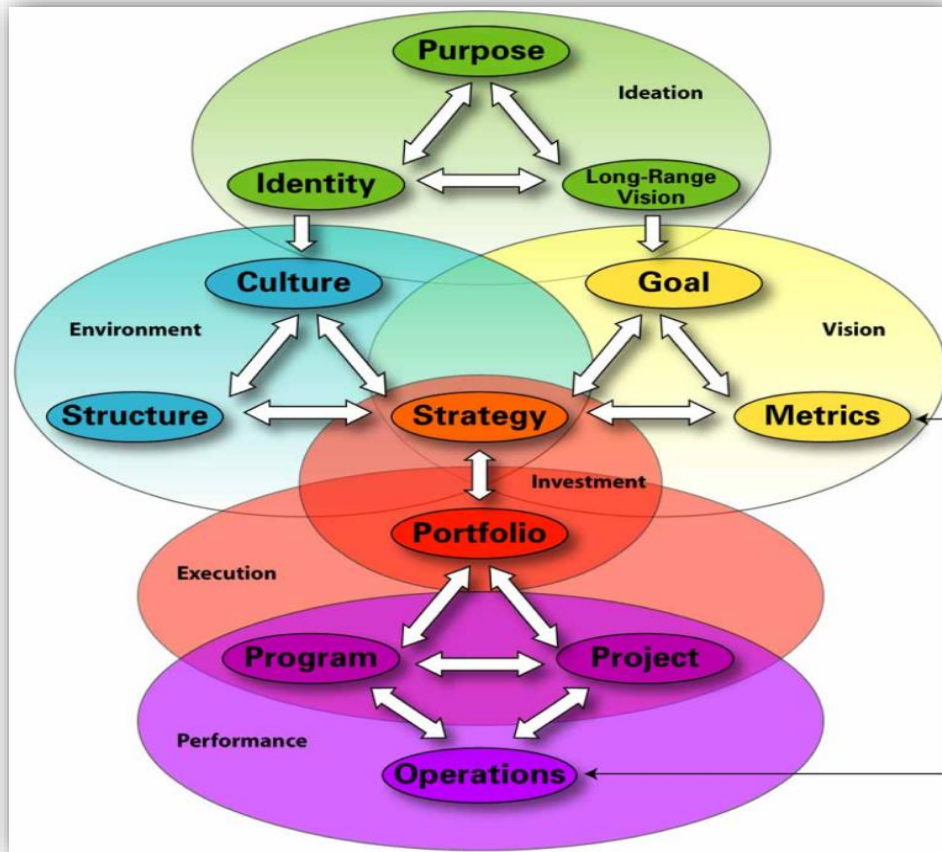 Purpose
Ideation
Identity
Long-Range
Vision
Culture
Goal
Environment
Vision
Structure
Strategy
Metrics
Investment
Portfolio
Execution
Program
Project
Performance
Operations